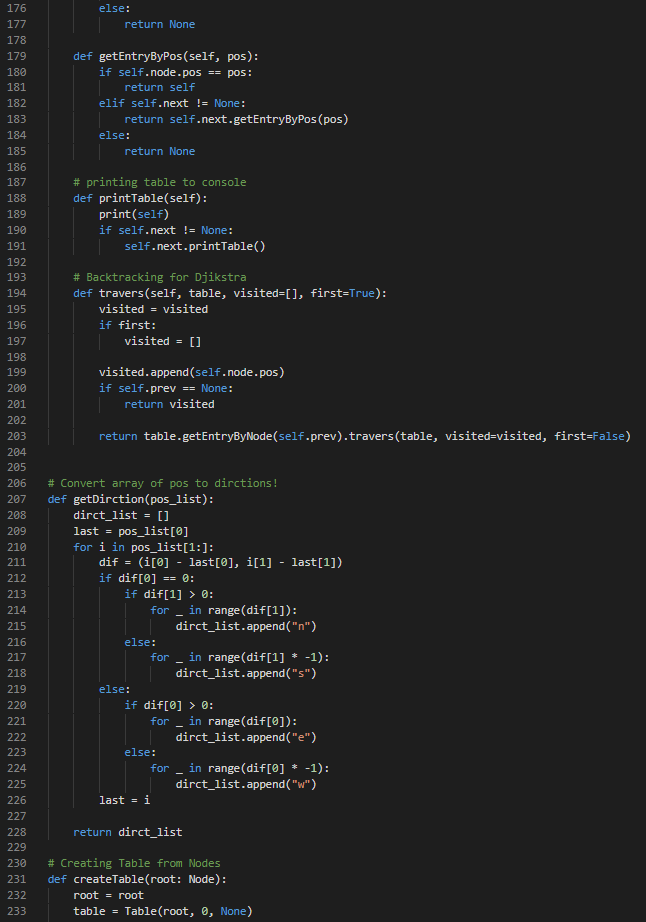 176 else:
177 return None
178
179 def getEntryByPos(self, pos):
180 if self.node.pos == pos:
181 return self
182 elif self.next != None:
183 return self.next.getEntryByPos(pos)
184 else:
185 return None
186
187 # printing table to console
188 def printTable(self):
189 print(self)
190 if self.next != None:
191 self.next.printTable()
192
193 # Backtracking for Djikstra
194 def travers(self, table, visited=[], first=True):
195 visited = visited
196 if first:
197 visited = []
198
199 visited.append(self.node.pos)
200 if self.prev == None:
201 return visited
202
203 return table.getEntryByNode(self.prev).travers(table, visited=visited, first=False)
204
205
206 # Convert array of pos to dirctions!
207 def getDirction(pos_list):
208 dirct_list = []
209 last = pos_list[0]
210 for i in pos_list[1:]:
211 dif = (i[0] - last[0], i[1] - last[1])
212 if dif[0] == 0:
213 if dif[1] > 0:
214 for _ in range(dif[1]):
215 dirct_list.append("n")
216 else:
217 for _ in range(dif[1] * -1):
218 dirct_list.append("s")
219 else:
220 if dif[0] > 0:
221 for _ in range(dif[0]):
222 dirct_list.append("e")
223 else:
224 for _ in range(dif[0] * -1):
225 dirct_list.append("w")
226 last = i
227
228 return dirct_list
229
230 # Creating Table from Nodes
231 def createTable(root: Node):
232 root = root
233 table = Table(root, 0, None)